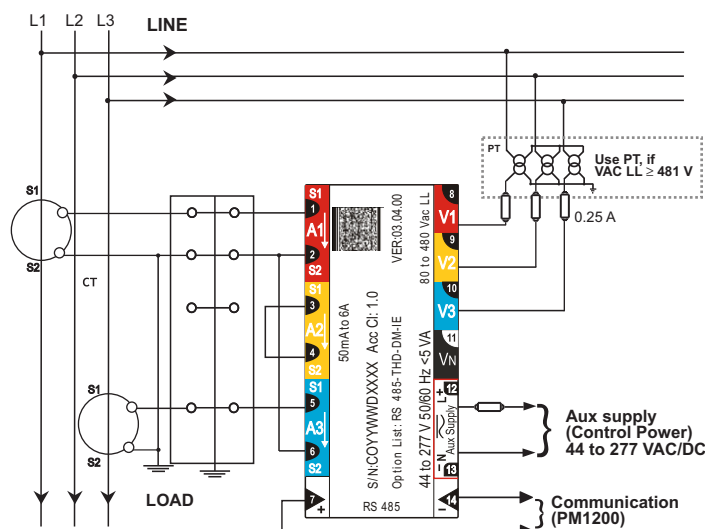 L1 L2 L3 LINE
PT
Use PT, if
VAC LL ≥ 481 V
0.25 A
S1
S2
CT
S1
S2
LOAD
S1
1
A1
2
S2
S1
3
A2
4
S2
S1
5
A3
6
S2
7
+
RS 485
50mA to 6A
S/N:COYYWWDXXXX Acc Cl: 1.0
VER:03.04.00
Option List: RS 485-THD-DM-IE
80 to 480 Vac LL
44 to 277 V 50/60 Hz <5 VA
8
V1
9
V2
10
V3
11
VN
12
L+
Aux Supply
N
13
14
Aux supply
(Control Power)
44 to 277 VAC/DC
Communication
(PM1200)